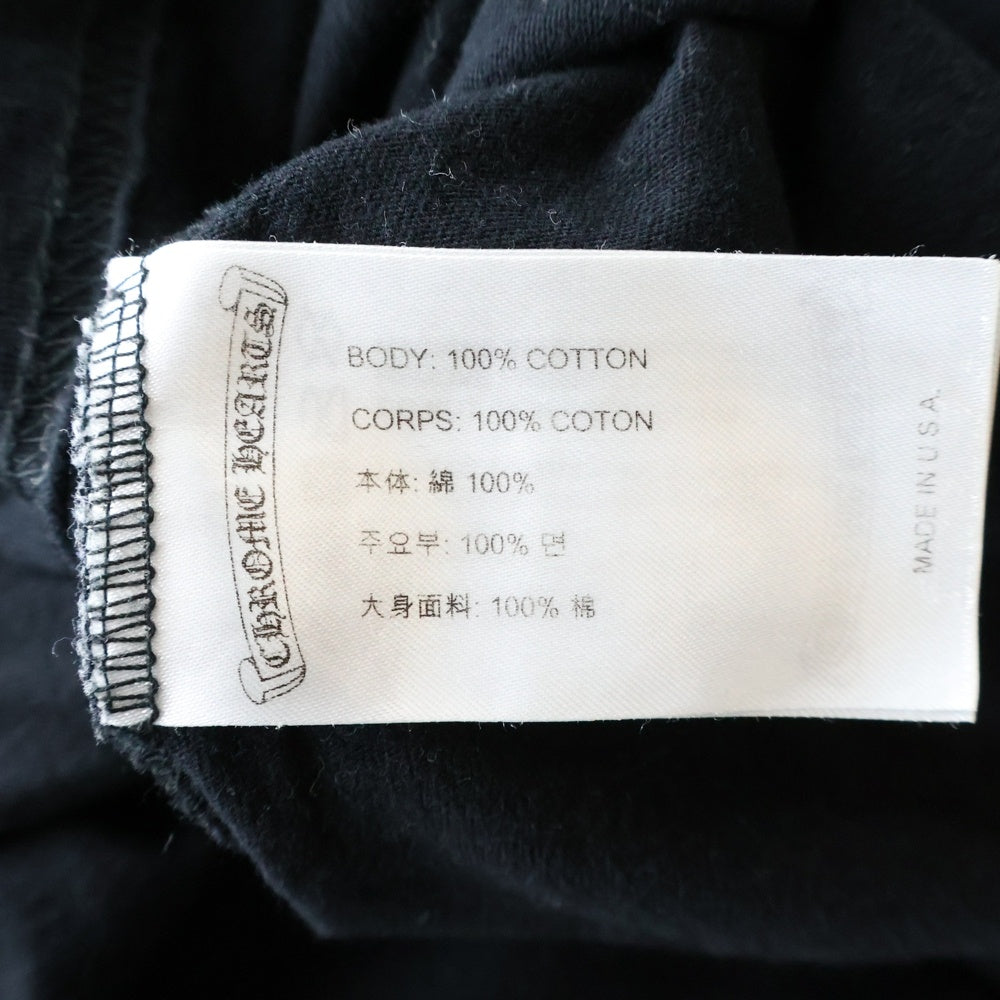 CHROME HEARTS
BODY: 100% COTTON
CORPS: 100% COTON
本体: 綿 100%
주요부: 100% 면
大身面料: 100% 棉
MADE IN U.S.A.